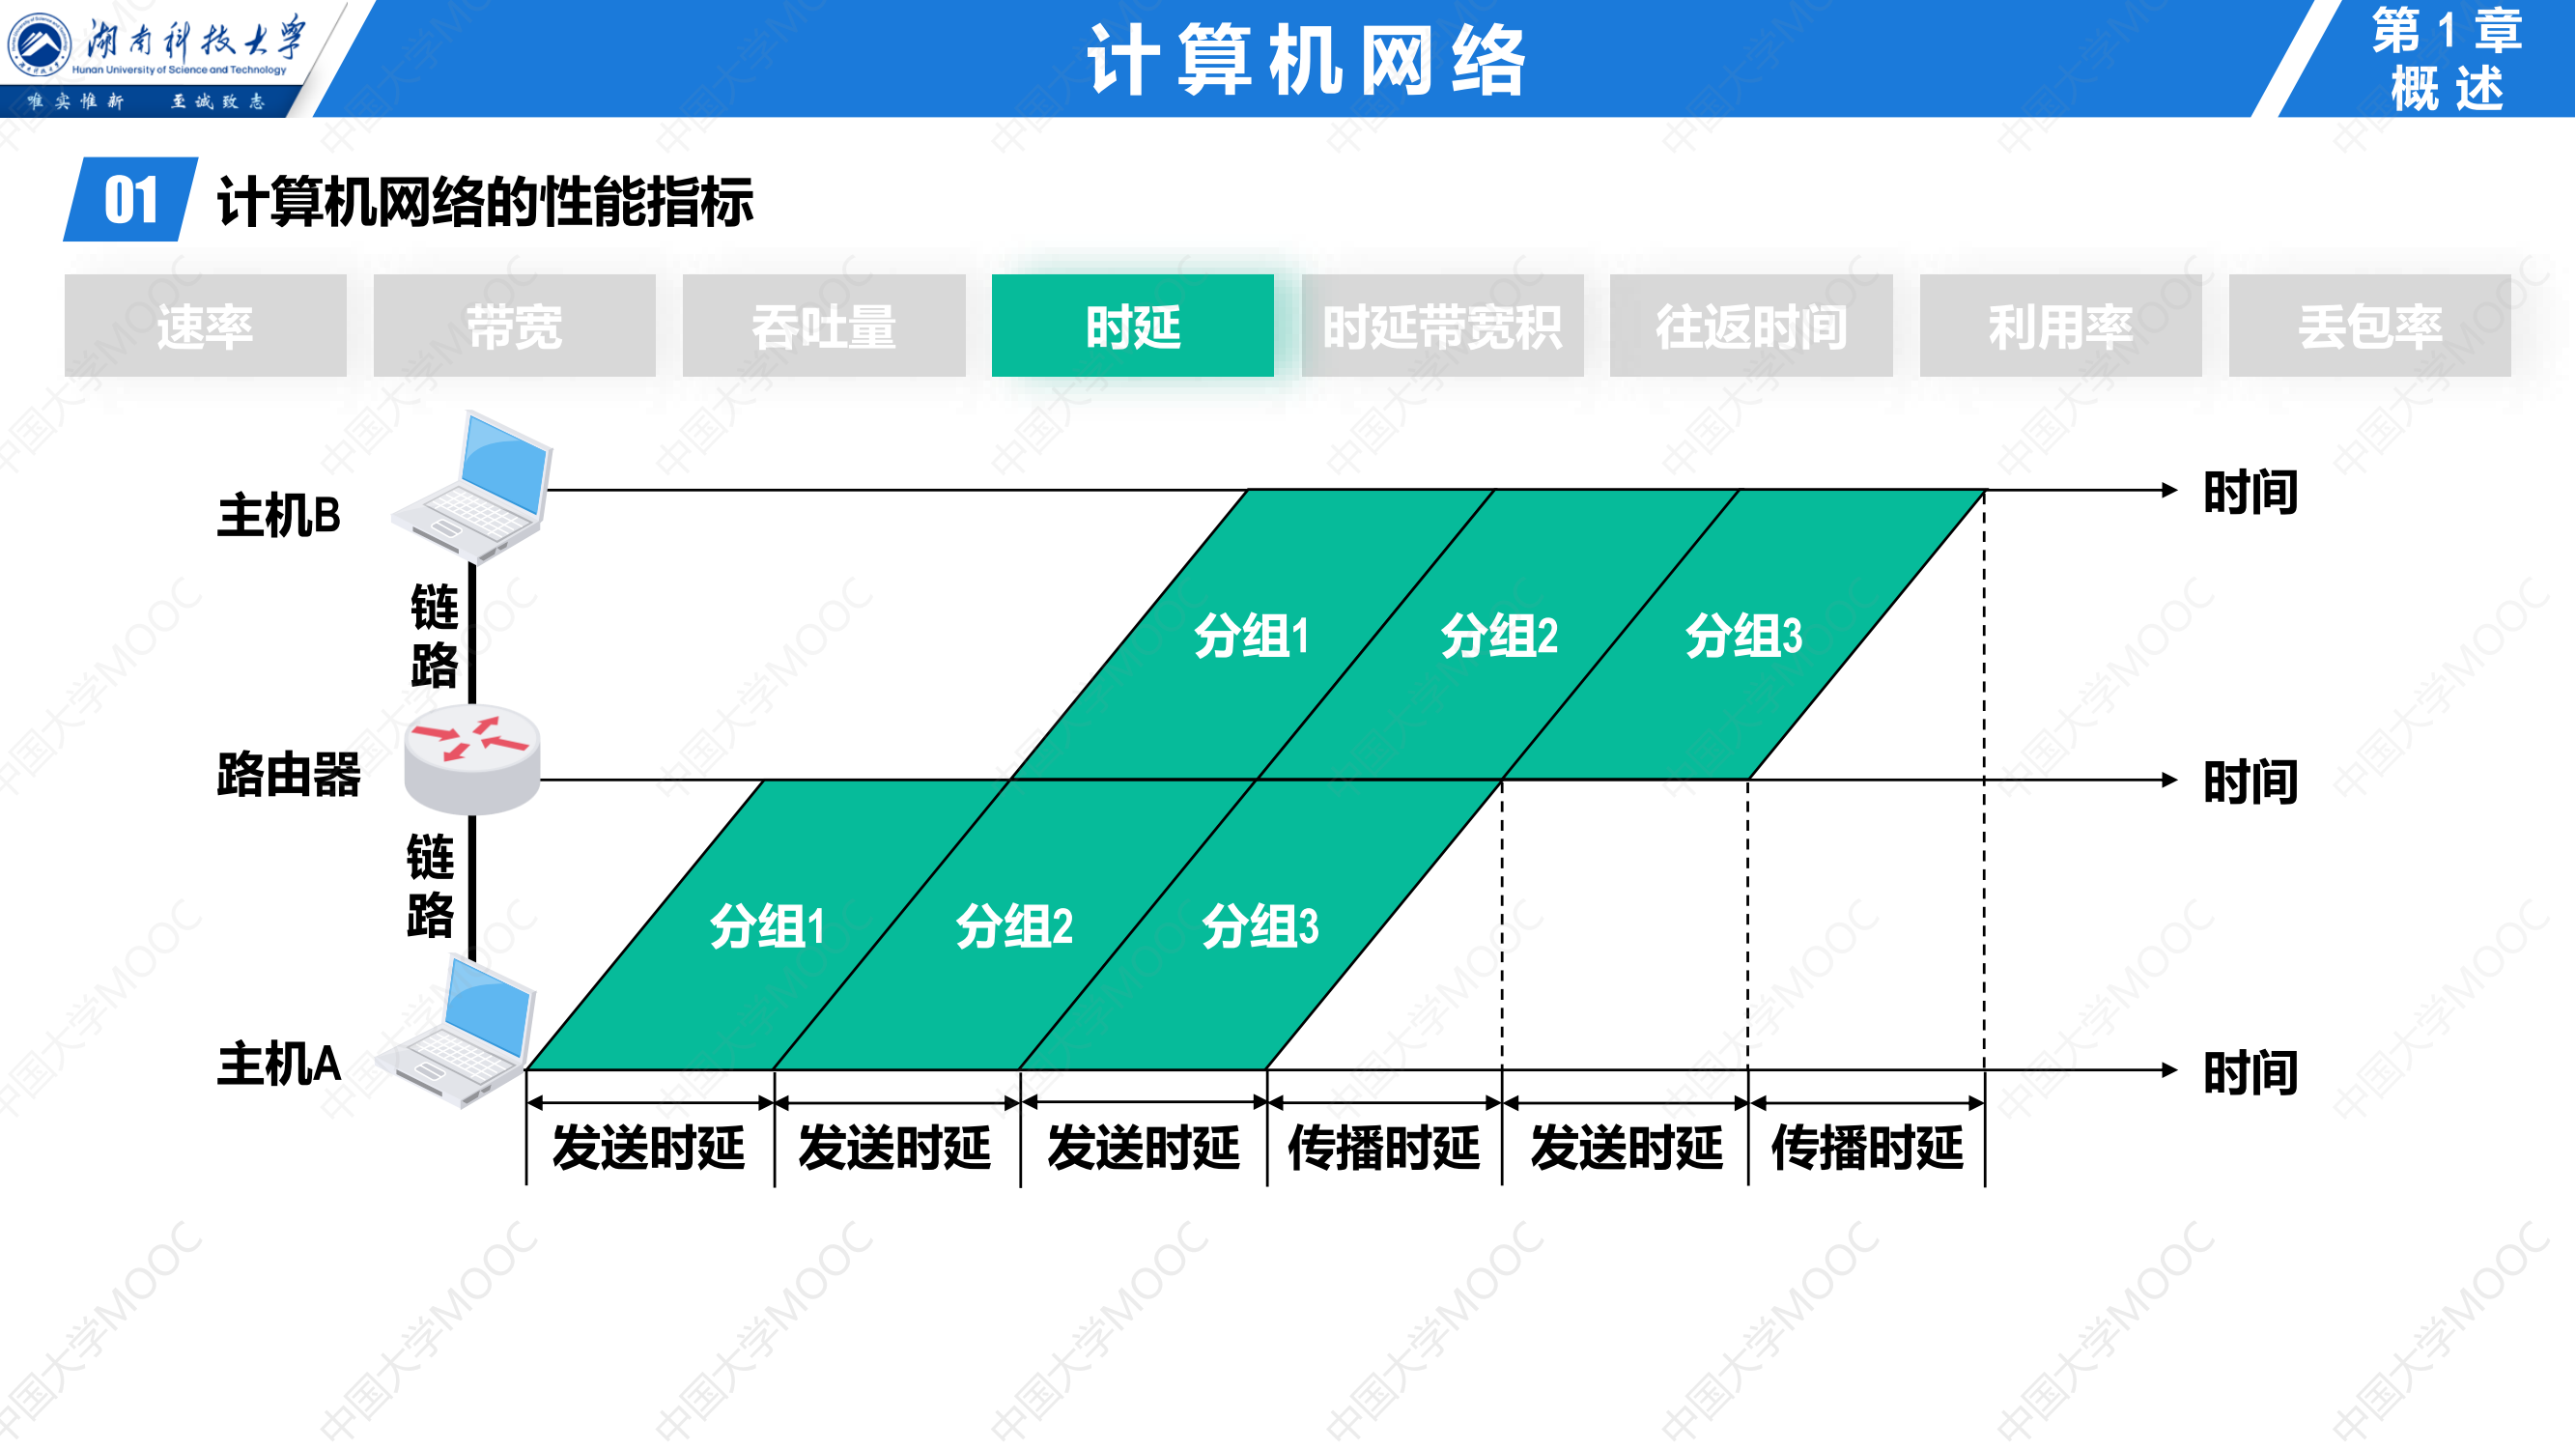 湖南科技大学
Hunan University of Science and Technology
唯实惟新 至诚致志
计算机网络
第1章
概述
01 计算机网络的性能指标
速率 带宽 吞吐量 时延 时延带宽积 往返时间 利用率 丢包率
主机B 时间
链路
分组1 分组2 分组3
路由器 时间
链路
分组1 分组2 分组3
主机A 时间
发送时延 发送时延 发送时延 传播时延 发送时延 传播时延
中国大学MOOC